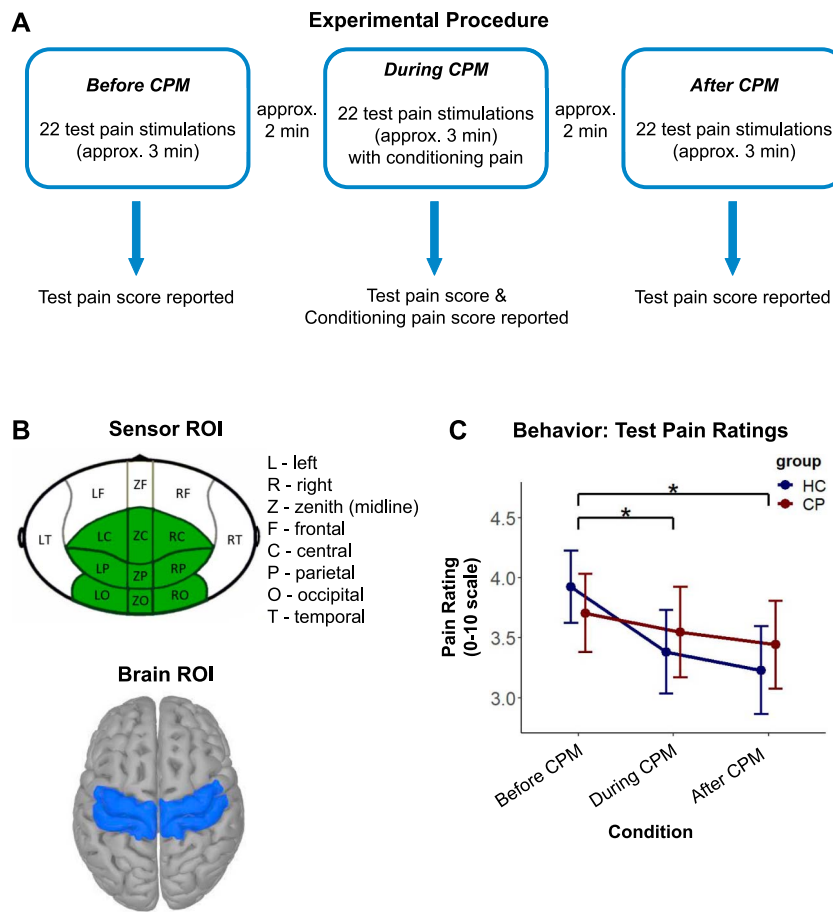 A
Experimental Procedure
Before CPM
22 test pain stimulations
(approx. 3 min)
approx.
2 min
During CPM
22 test pain stimulations
(approx. 3 min)
with conditioning pain
approx.
2 min
After CPM
22 test pain stimulations
(approx. 3 min)
Test pain score reported
Test pain score &
Conditioning pain score reported
Test pain score reported
B
Sensor ROI
LF
ZF
RF
LT
LC
ZC
RC
RT
LP
ZP
RP
LO
ZO
RO
L - left
R - right
Z - zenith (midline)
F - frontal
C - central
P - parietal
O - occipital
T - temporal
Brain ROI
C
Behavior: Test Pain Ratings
group
HC
CP
*
*
Pain Rating
(0-10 scale)
4.5
4.0
3.5
3.0
Before CPM
During CPM
After CPM
Condition